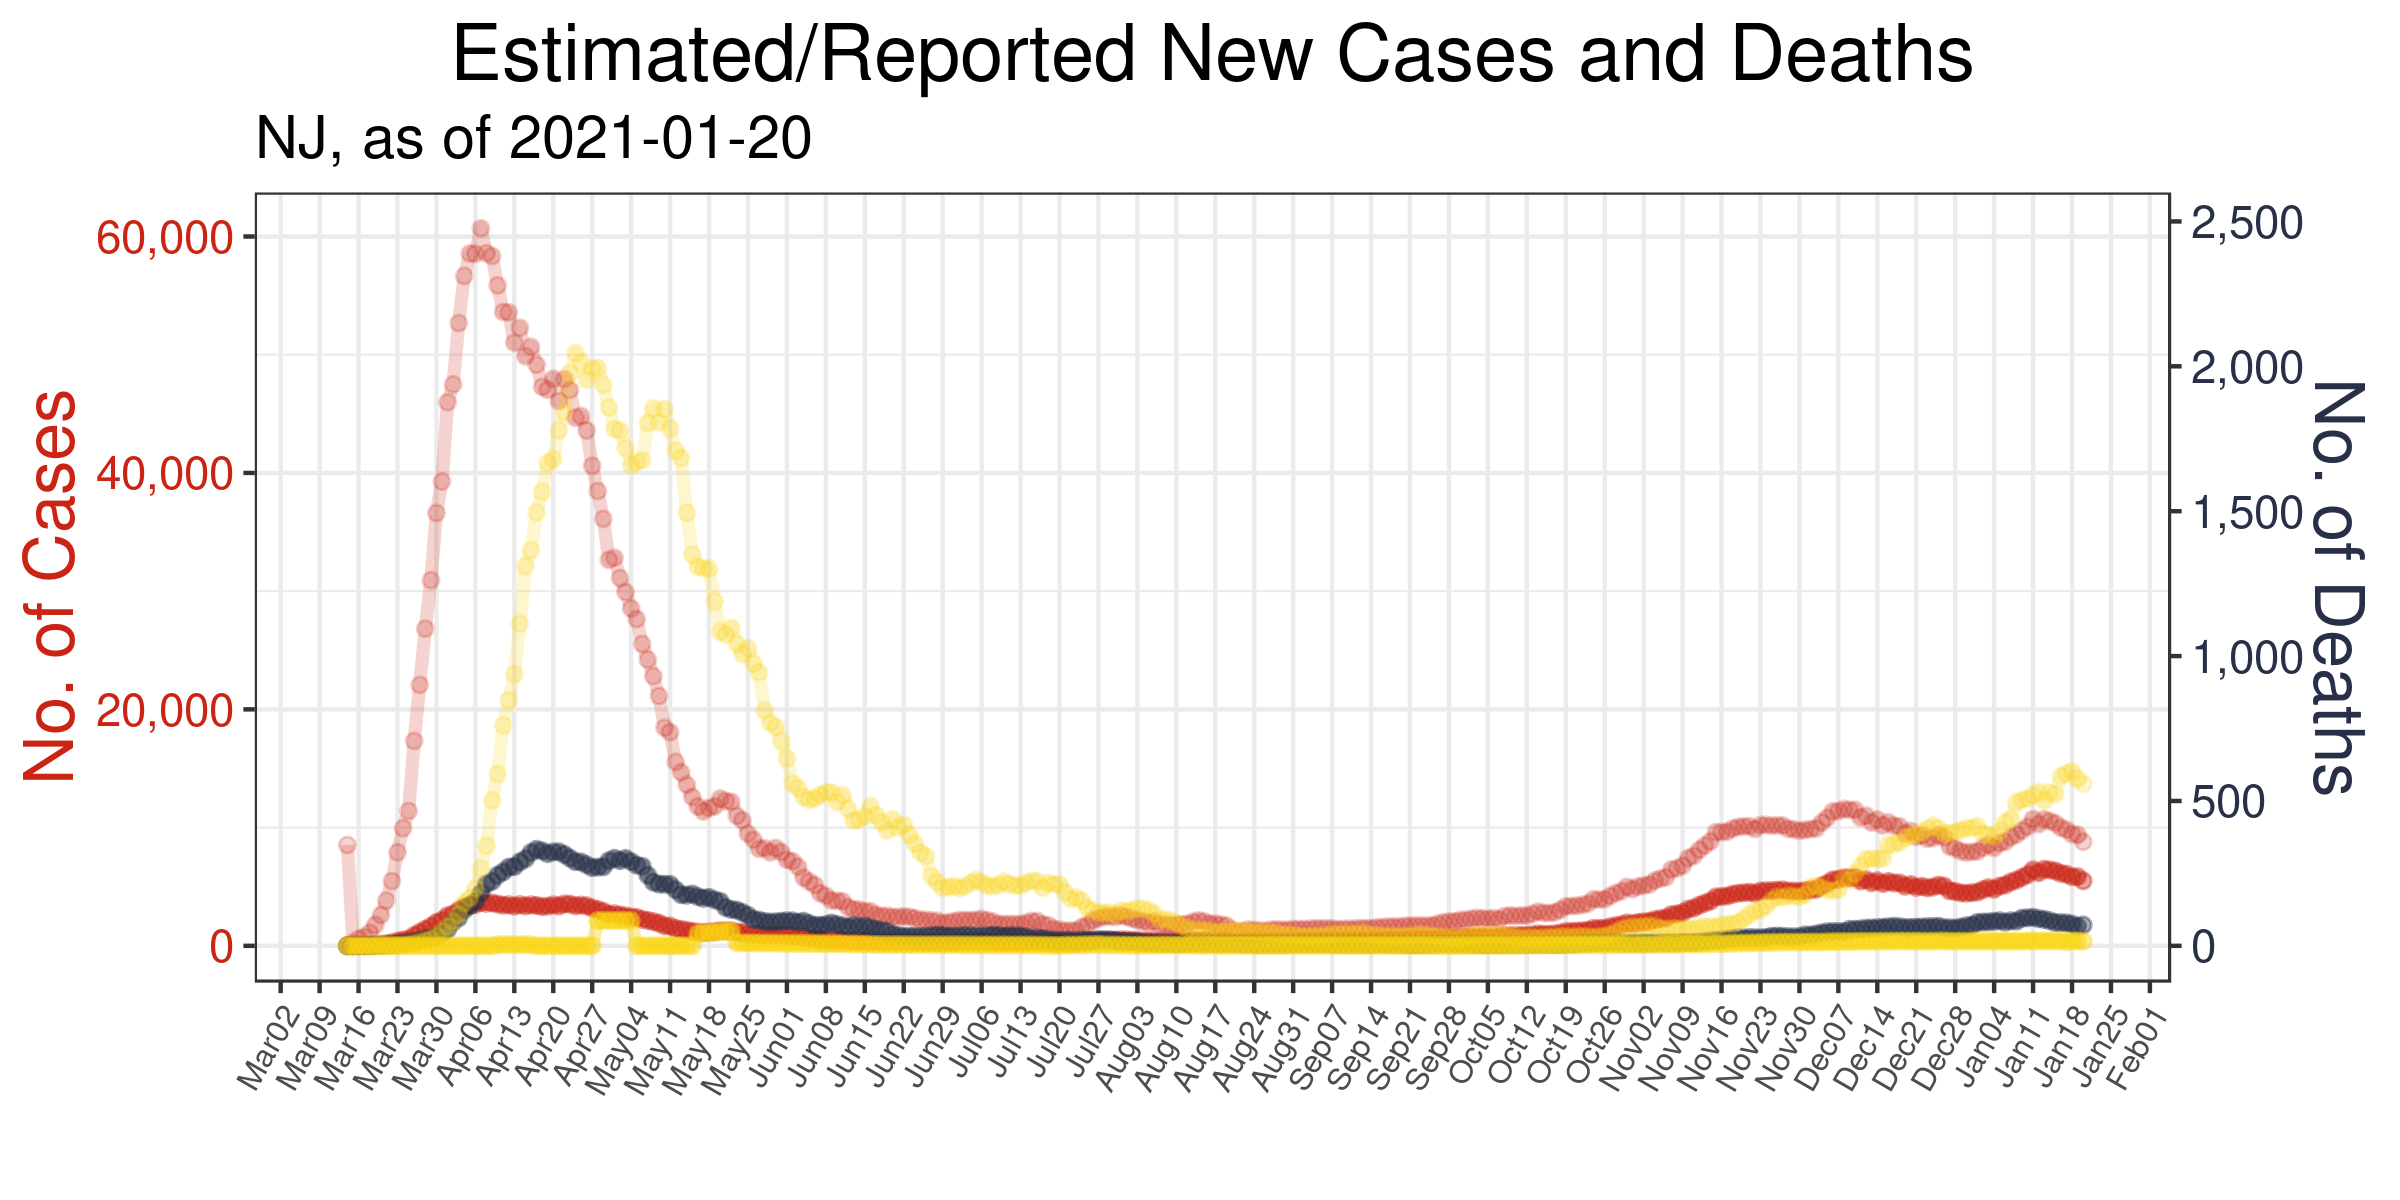 Estimated/Reported New Cases and Deaths
NJ, as of 2021-01-20
No. of Cases
60,000
40,000
20,000
0
2,500
2,000
1,500
1,000
500
0
No. of Deaths
Mar02
Mar09
Mar16
Mar23
Mar30
Apr06
Apr13
Apr20
Apr27
May04
May11
May18
May25
Jun01
Jun08
Jun15
Jun22
Jun29
Jul06
Jul13
Jul20
Jul27
Aug03
Aug10
Aug17
Aug24
Aug31
Sep07
Sep14
Sep21
Sep28
Oct05
Oct12
Oct19
Oct26
Nov02
Nov09
Nov16
Nov23
Nov30
Dec07
Dec14
Dec21
Dec28
Jan04
Jan11
Jan18
Jan25
Feb01